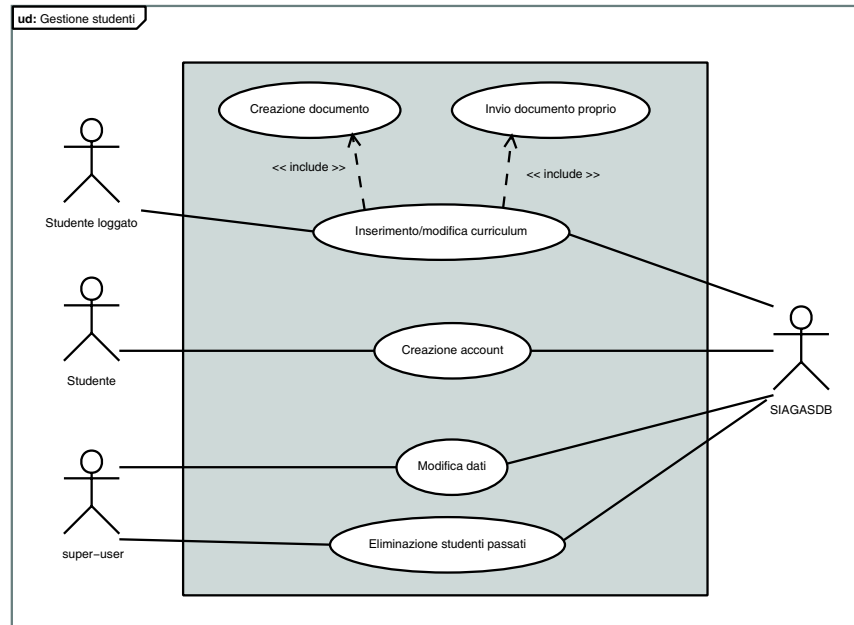 ud: Gestione studenti
Creazione documento
Invio documento proprio
<< include >>
<< include >>
Studente loggato
Inserimento/modifica curriculum
Creazione account
Studente
SIAGASDB
Modifica dati
Eliminazione studenti passati
super-user